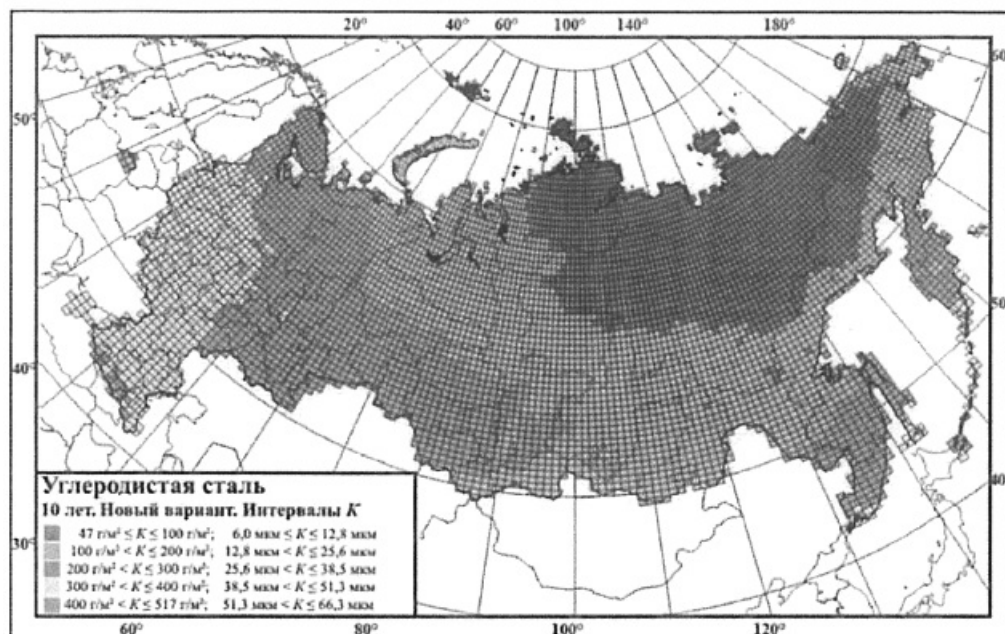 20° 40° 60° 100° 140° 180°
60°
50°
50°
40°
40°
30°
Углеродистая сталь
10 лет. Новый вариант. Интервалы K
47 г/м² ≤ K ≤ 100 г/м²; 6,0 мкм ≤ K ≤ 12,8 мкм
100 г/м² < K ≤ 200 г/м²; 12,8 мкм < K ≤ 25,6 мкм
200 г/м² < K ≤ 300 г/м²; 25,6 мкм < K ≤ 38,5 мкм
300 г/м² < K ≤ 400 г/м²; 38,5 мкм < K ≤ 51,3 мкм
400 г/м² < K ≤ 517 г/м²; 51,3 мкм < K ≤ 66,3 мкм
60° 80° 100° 120°